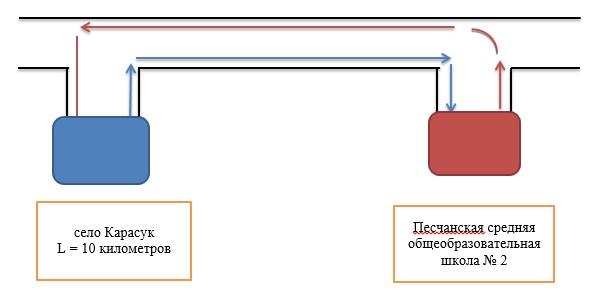 село Карасук
L = 10 километров
Песчанская средняя
общеобразовательная
школа № 2